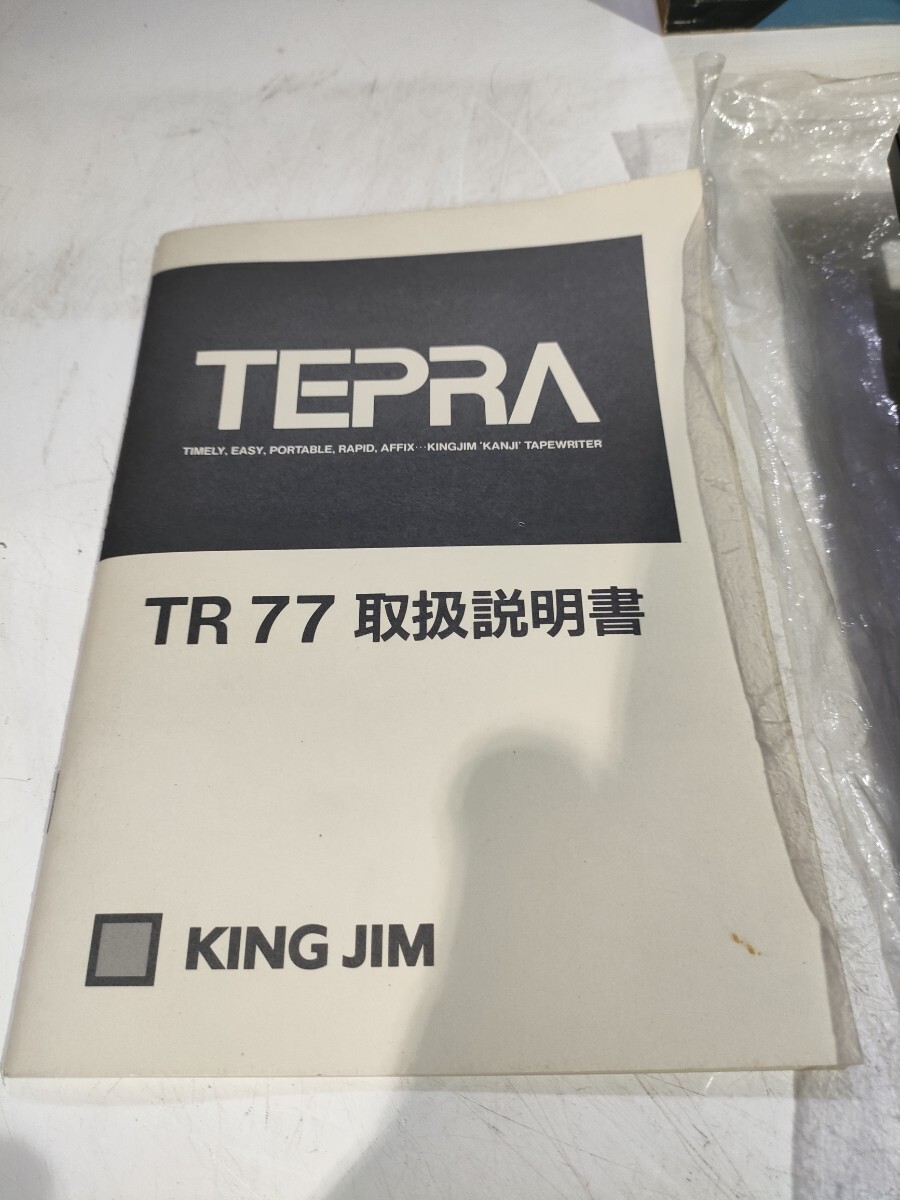 TEPRA
TIMELY, EASY, PORTABLE, RAPID, AFFIX…KINGJIM 'KANJI' TAPEWRITER
TR 77 取扱説明書
KING JIM